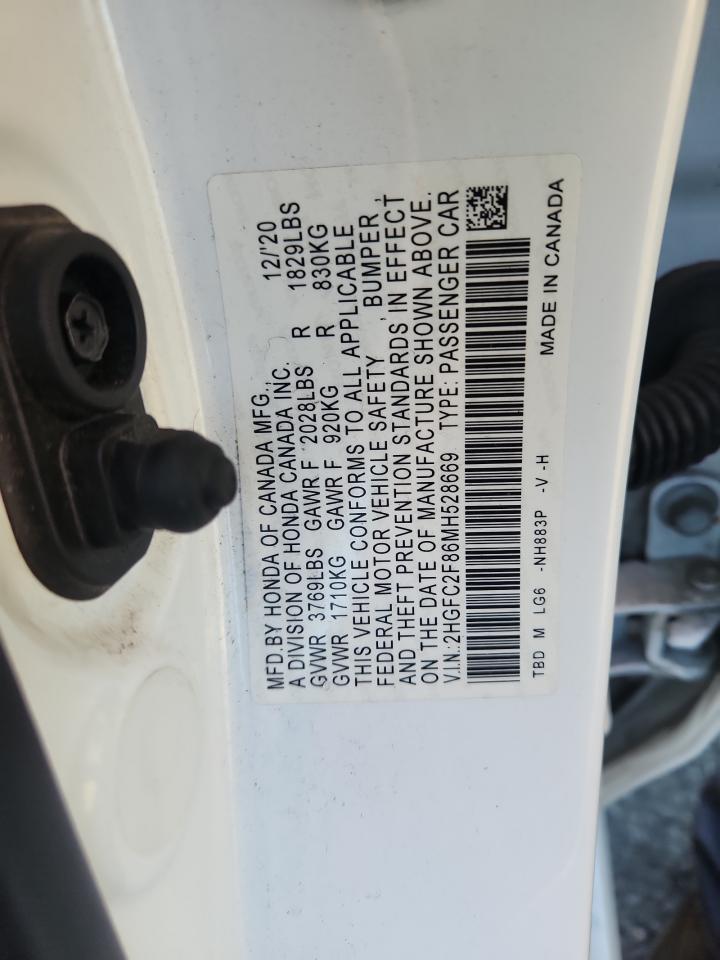 MFD.BY HONDA OF CANADA MFG., 12/'20
A DIVISION OF HONDA CANADA INC.
GVWR 3769LBS GAWR F 2028LBS R 1829LBS
GVWR 1710KG GAWR F 920KG R 830KG
THIS VEHICLE CONFORMS TO ALL APPLICABLE
FEDERAL MOTOR VEHICLE SAFETY , BUMPER ,
AND THEFT PREVENTION STANDARDS IN EFFECT
ON THE DATE OF MANUFACTURE SHOWN ABOVE.
V.I.N.:2HGFC2F86MH528669 TYPE: PASSENGER CAR
TBD M LG6 -NH883P -V -H MADE IN CANADA